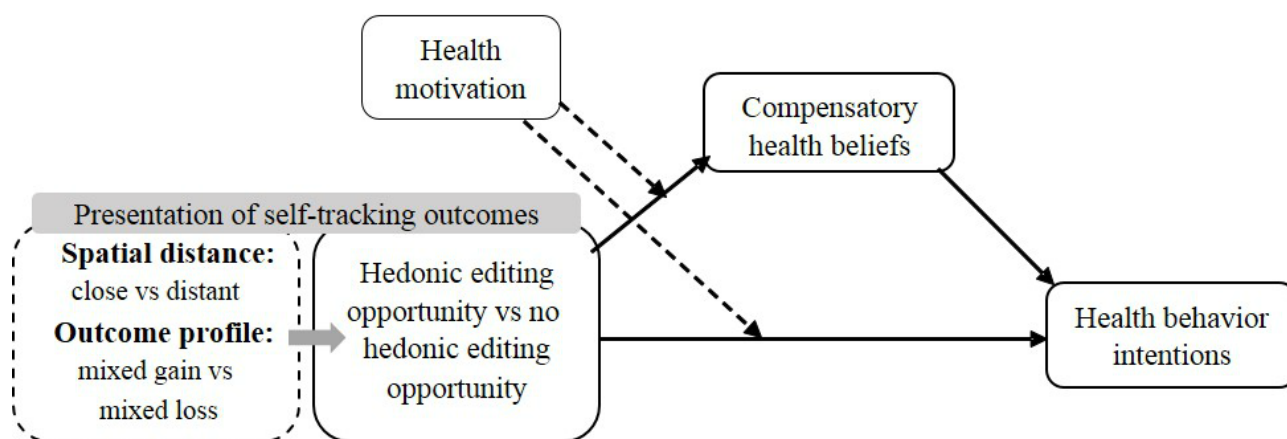 Health
motivation
Compensatory
health beliefs
Presentation of self-tracking outcomes
Spatial distance:
close vs distant
Outcome profile:
mixed gain vs
mixed loss
Hedonic editing
opportunity vs no
hedonic editing
opportunity
Health behavior
intentions